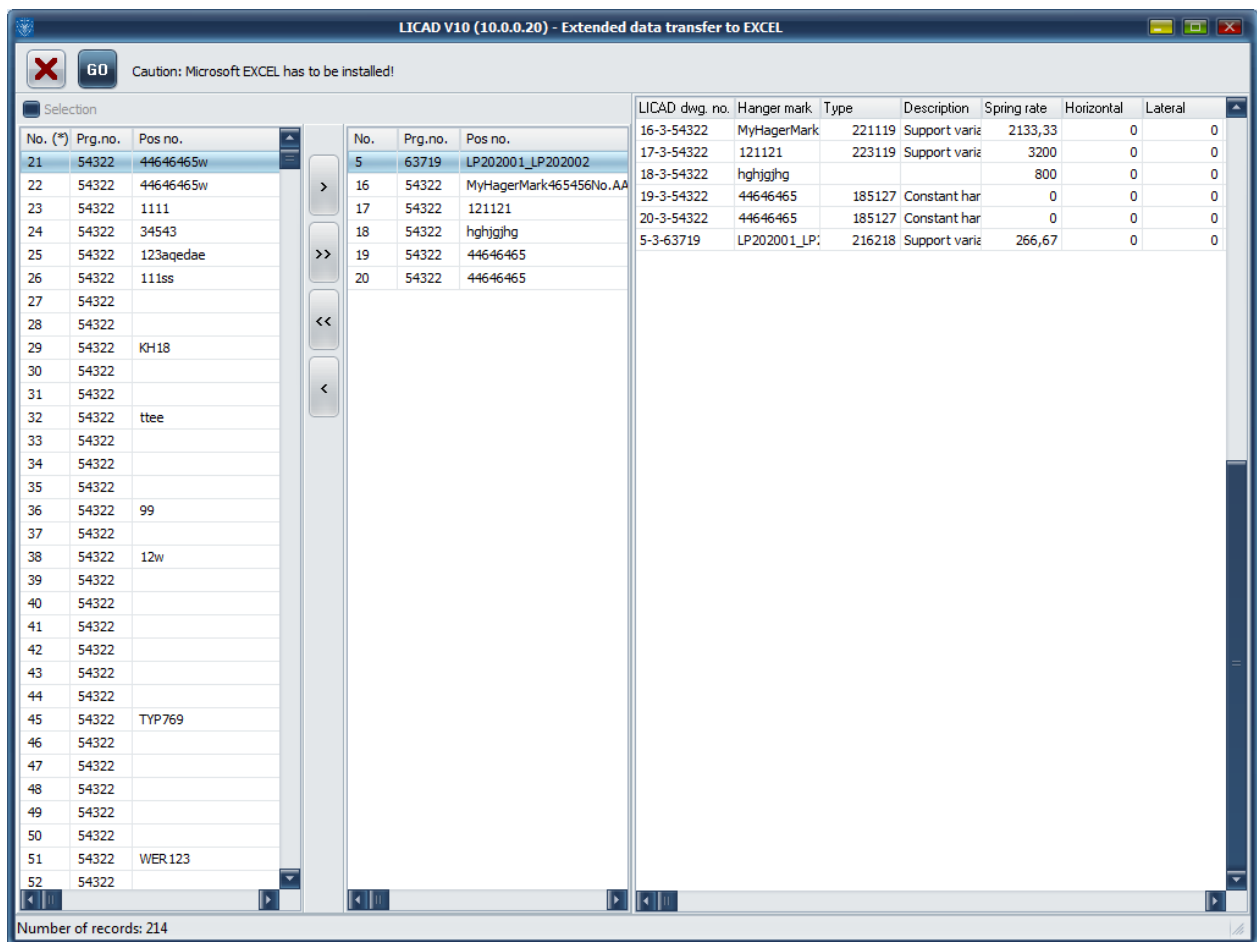 LICAD V10 (10.0.0.20) - Extended data transfer to EXCEL
GO
Caution: Microsoft EXCEL has to be installed!
Selection
No. (*) Prg.no. Pos no.
21 54322 44646465w
22 54322 44646465w
23 54322 1111
24 54322 34543
25 54322 123aqedae
26 54322 111ss
27 54322
28 54322
29 54322 KH18
30 54322
31 54322
32 54322 ttee
33 54322
34 54322
35 54322
36 54322 99
37 54322
38 54322 12w
39 54322
40 54322
41 54322
42 54322
43 54322
44 54322
45 54322 TYP769
46 54322
47 54322
48 54322
49 54322
50 54322
51 54322 WER123
52 54322
>
>>
<<
<
No. Prg.no. Pos no.
5 63719 LP202001_LP202002
16 54322 MyHagerMark465456No.AA
17 54322 121121
18 54322 hghjgjhg
19 54322 44646465
20 54322 44646465
LICAD dwg. no. Hanger mark Type Description Spring rate Horizontal Lateral
16-3-54322 MyHagerMark 221119 Support varia 2133,33 0 0
17-3-54322 121121 223119 Support varia 3200 0 0
18-3-54322 hghjgjhg 800 0 0
19-3-54322 44646465 185127 Constant har 0 0 0
20-3-54322 44646465 185127 Constant har 0 0 0
5-3-63719 LP202001_LP: 216218 Support varia 266,67 0 0
Number of records: 214